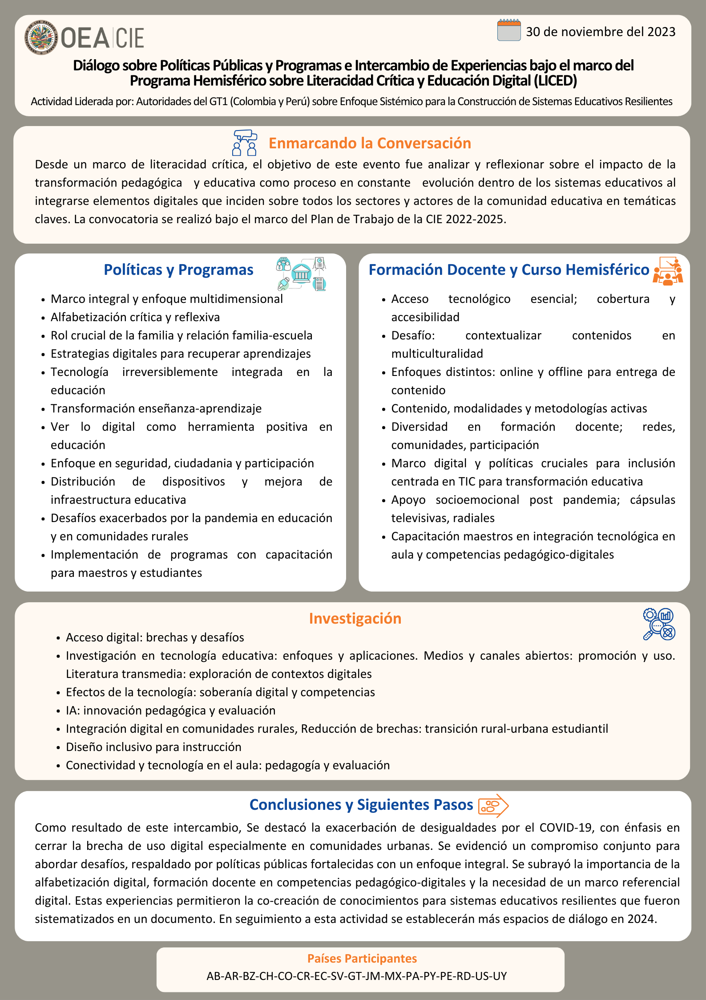 OEA|CIE
30 de noviembre del 2023
Diálogo sobre Políticas Públicas y Programas e Intercambio de Experiencias bajo el marco del
Programa Hemisférico sobre Literacidad Crítica y Educación Digital (LICED)
Actividad Liderada por: Autoridades del GT1 (Colombia y Perú) sobre Enfoque Sistémico para la Construcción de Sistemas Educativos Resilientes
Enmarcando la Conversación
Desde un marco de literacidad crítica, el objetivo de este evento fue analizar y reflexionar sobre el impacto de la
transformación pedagógica y educativa como proceso en constante evolución dentro de los sistemas educativos al
integrarse elementos digitales que inciden sobre todos los sectores y actores de la comunidad educativa en temáticas
claves. La convocatoria se realizó bajo el marco del Plan de Trabajo de la CIE 2022-2025.
Políticas y Programas
• Marco integral y enfoque multidimensional
• Alfabetización crítica y reflexiva
• Rol crucial de la familia y relación familia-escuela
• Estrategias digitales para recuperar aprendizajes
• Tecnología irreversiblemente integrada en la
educación
• Transformación enseñanza-aprendizaje
• Ver lo digital como herramienta positiva en
educación
• Enfoque en seguridad, ciudadania y participación
• Distribución de dispositivos y mejora de
infraestructura educativa
• Desafíos exacerbados por la pandemia en educación
y en comunidades rurales
• Implementación de programas con capacitación
para maestros y estudiantes
Formación Docente y Curso Hemisférico
• Acceso tecnológico esencial; cobertura y
accesibilidad
• Desafío: contextualizar contenidos en
multiculturalidad
• Enfoques distintos: online y offline para entrega de
contenido
• Contenido, modalidades y metodologías activas
• Diversidad en formación docente; redes,
comunidades, participación
• Marco digital y políticas cruciales para inclusión
centrada en TIC para transformación educativa
• Apoyo socioemocional post pandemia; cápsulas
televisivas, radiales
• Capacitación maestros en integración tecnológica en
aula y competencias pedagógico-digitales
Investigación
• Acceso digital: brechas y desafíos
• Investigación en tecnología educativa: enfoques y aplicaciones. Medios y canales abiertos: promoción y uso.
Literatura transmedia: exploración de contextos digitales
• Efectos de la tecnología: soberanía digital y competencias
• IA: innovación pedagógica y evaluación
• Integración digital en comunidades rurales, Reducción de brechas: transición rural-urbana estudiantil
• Diseño inclusivo para instrucción
• Conectividad y tecnología en el aula: pedagogía y evaluación
Conclusiones y Siguientes Pasos
Como resultado de este intercambio, Se destacó la exacerbación de desigualdades por el COVID-19, con énfasis en
cerrar la brecha de uso digital especialmente en comunidades urbanas. Se evidenció un compromiso conjunto para
abordar desafíos, respaldado por políticas públicas fortalecidas con un enfoque integral. Se subrayó la importancia de la
alfabetización digital, formación docente en competencias pedagógico-digitales y la necesidad de un marco referencial
digital. Estas experiencias permitieron la co-creación de conocimientos para sistemas educativos resilientes que fueron
sistematizados en un documento. En seguimiento a esta actividad se establecerán más espacios de diálogo en 2024.
Países Participantes
AB-AR-BZ-CH-CO-CR-EC-SV-GT-JM-MX-PA-PY-PE-RD-US-UY